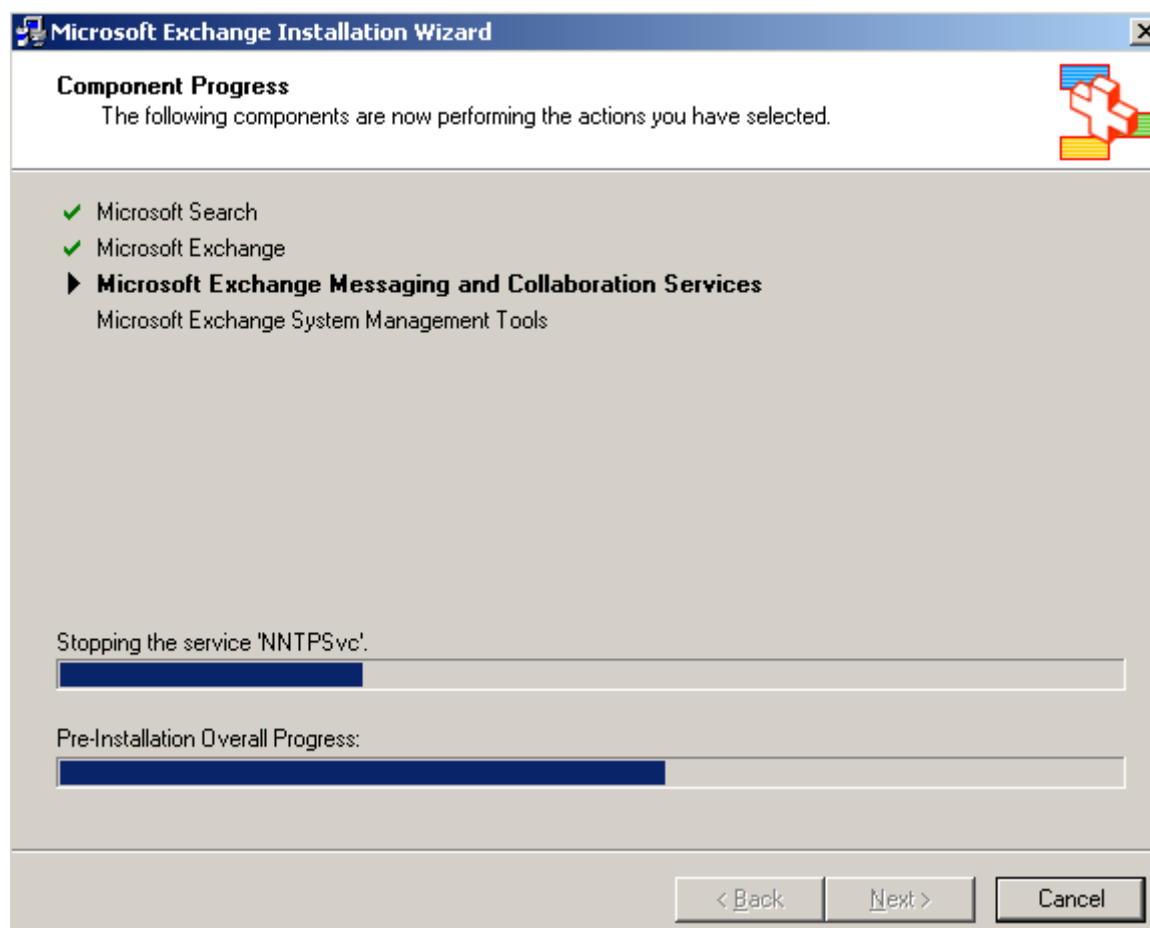 Microsoft Exchange Installation Wizard
Component Progress
The following components are now performing the actions you have selected.
Microsoft Search
Microsoft Exchange
Microsoft Exchange Messaging and Collaboration Services
Microsoft Exchange System Management Tools
Stopping the service 'NNTPSvc'.
Pre-Installation Overall Progress:
< Back
Next >
Cancel